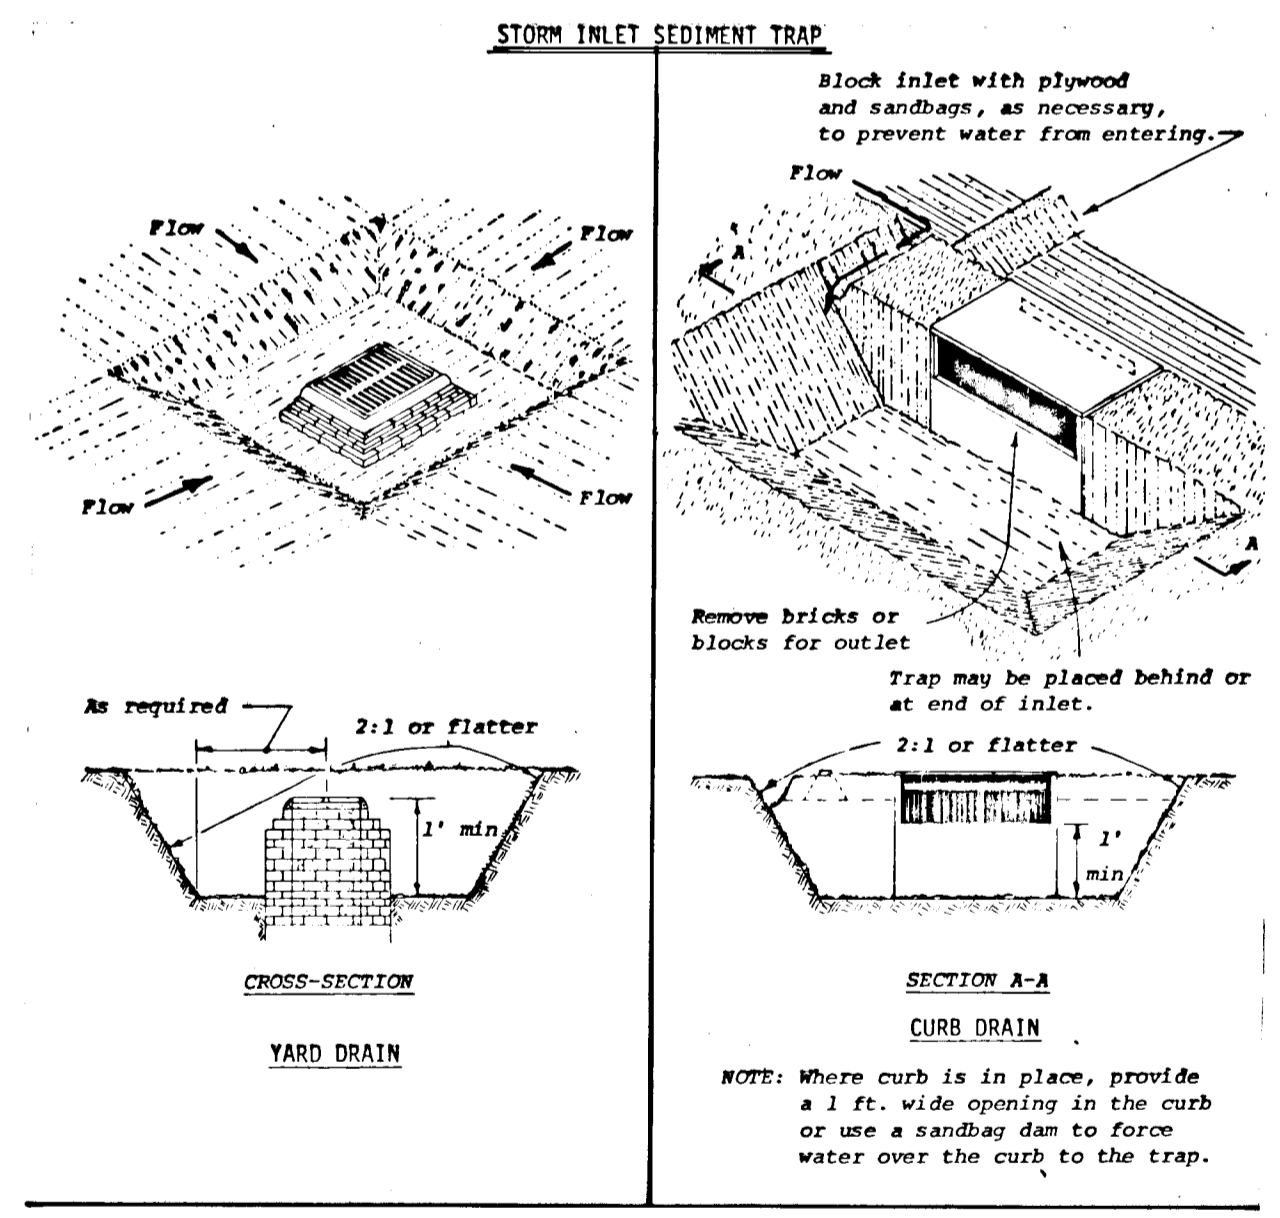 STORM INLET SEDIMENT TRAP
Flow
Flow
Flow
Flow
As required
2:1 or flatter
1' min
CROSS-SECTION
YARD DRAIN
Block inlet with plywood
and sandbags, as necessary,
to prevent water from entering.
Flow
A
A
Remove bricks or
blocks for outlet
Trap may be placed behind or
at end of inlet.
2:1 or flatter
1'
min
SECTION A-A
CURB DRAIN
NOTE: Where curb is in place, provide
a 1 ft. wide opening in the curb
or use a sandbag dam to force
water over the curb to the trap.